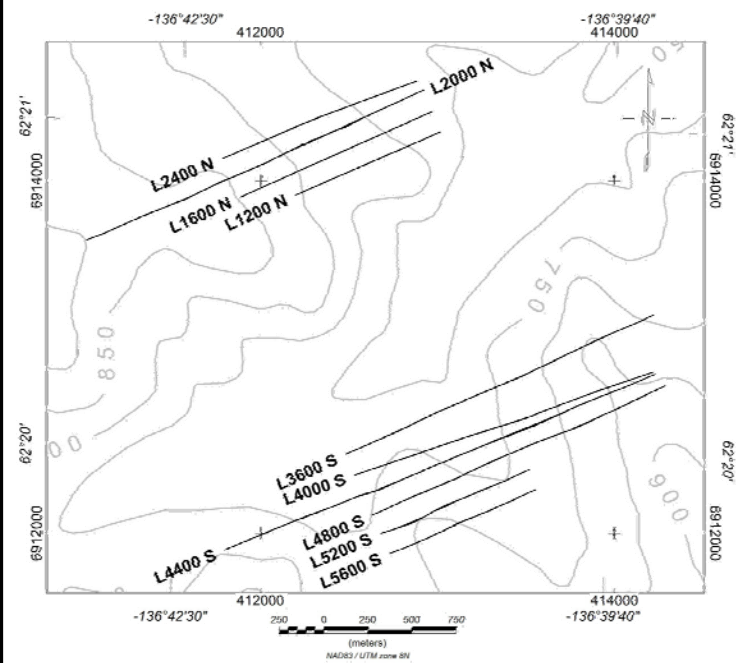 -136°42'30" -136°39'40"
412000 414000
L2000 N
62°21' 62°21'
N
L2400 N
6914000 6914000
L1600 N
L1200 N
750
850
62°20' 62°20'
L3600 S
L4000 S
900
L4800 S
L5200 S
6912000 6912000
L4400 S
L5600 S
412000 414000
-136°42'30" -136°39'40"
250 0 250 500 750
(meters)
NAD83 / UTM zone 8N